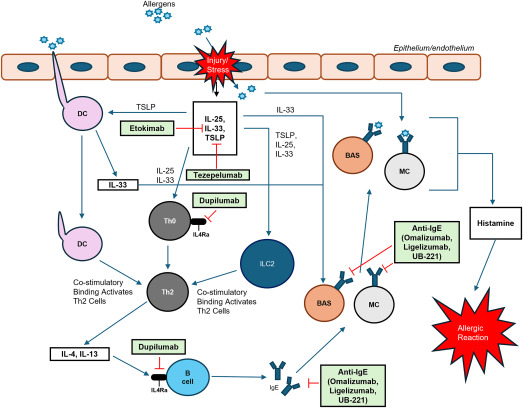 Allergens
Epithelium/endothelium
Injury/
Stress
DC
TSLP
IL-25,
IL-33,
TSLP
IL-33
Etokimab
TSLP,
IL-25,
IL-33
BAS
MC
Tezepelumab
IL-25
IL-33
IL-33
Dupilumab
Th0
IL4Ra
Histamine
Anti-IgE
(Omalizumab,
Ligelizumab,
UB-221)
DC
ILC2
Co-stimulatory
Binding Activates
Th2 Cells
Th2
Co-stimulatory
Binding Activates
Th2 Cells
BAS
MC
Allergic
Reaction
IL-4, IL-13
Dupilumab
B
cell
IL4Ra
IgE
Anti-IgE
(Omalizumab,
Ligelizumab,
UB-221)